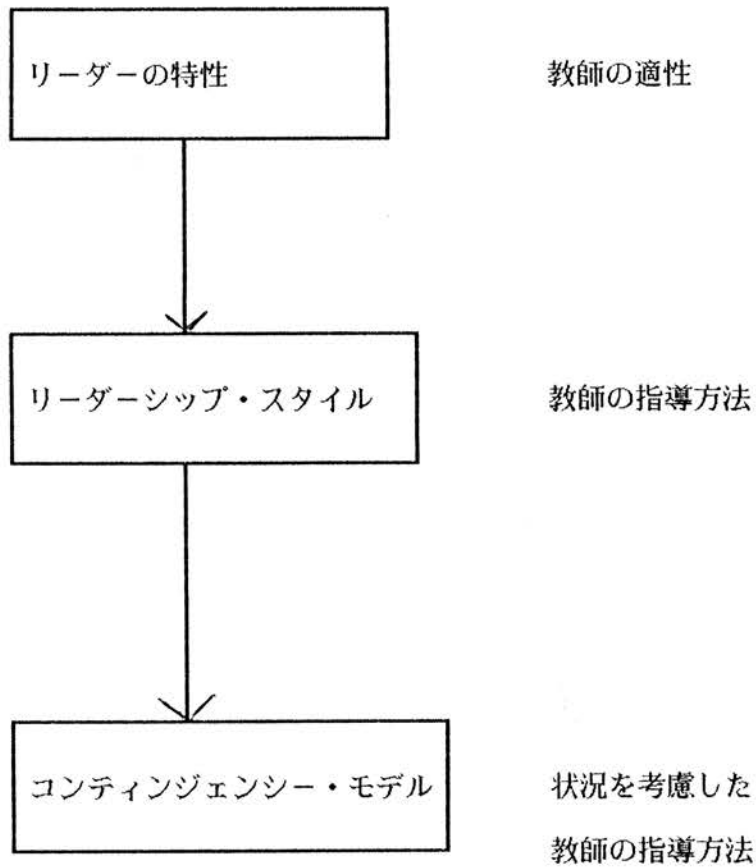 リーダーの特性
教師の適性
リーダーシップ・スタイル
教師の指導方法
コンティンジェンシー・モデル
状況を考慮した
教師の指導方法